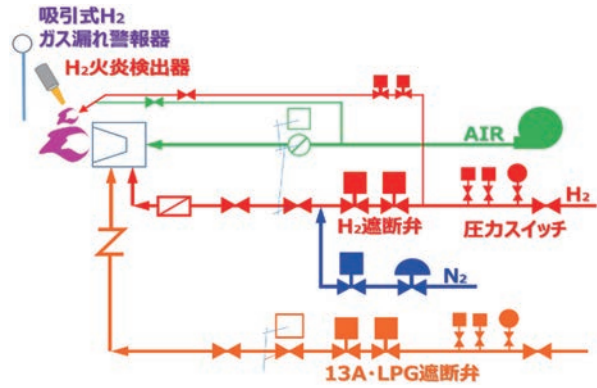 吸引式H₂
ガス漏れ警報器
H₂火炎検出器
AIR
H₂
H₂遮断弁
圧力スイッチ
N₂
13A・LPG遮断弁